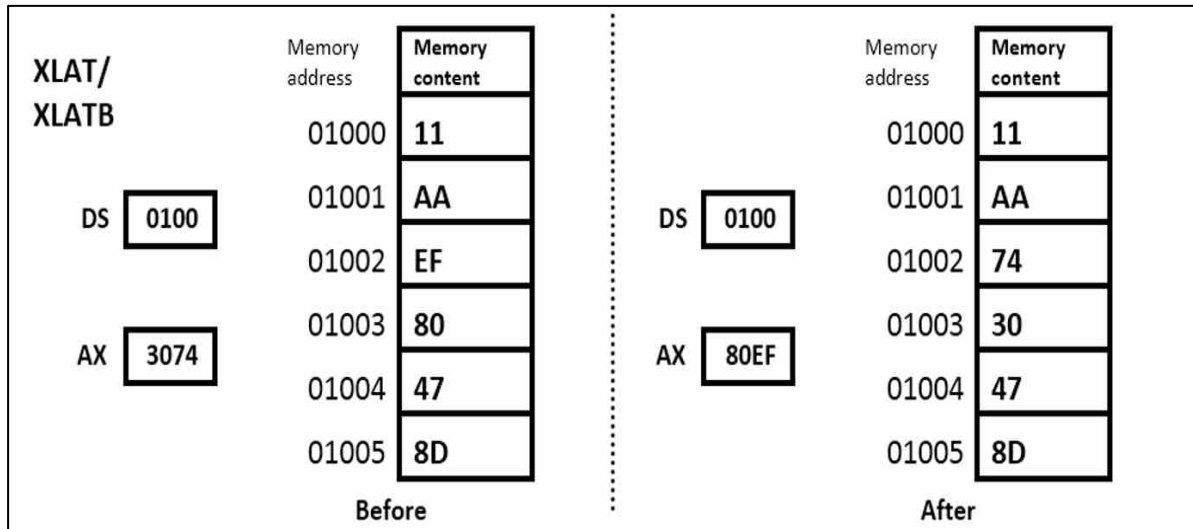 XLAT/
XLATB
Memory address
Memory content
01000 11
01001 AA
DS 0100
01002 EF
01003 80
AX 3074
01004 47
01005 8D
Before
Memory address
Memory content
01000 11
01001 AA
DS 0100
01002 74
01003 30
AX 80EF
01004 47
01005 8D
After